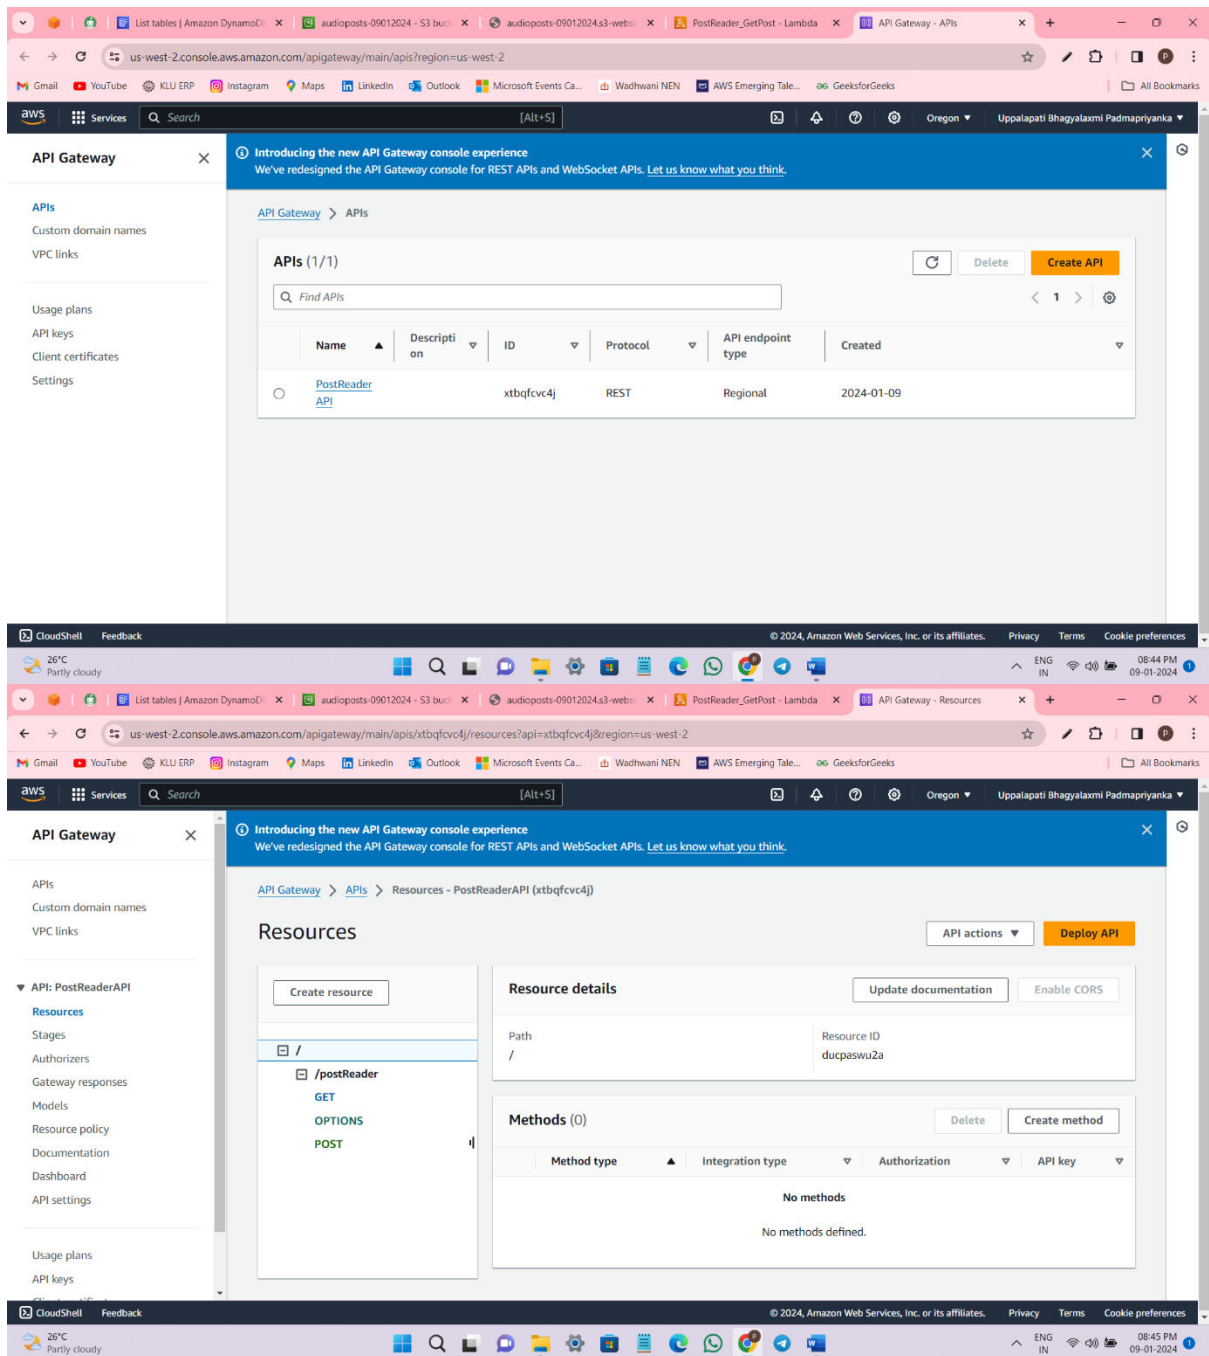 List tables | Amazon DynamoD
audioposts-09012024 - S3 buc
audioposts-09012024.s3-webs
PostReader_GetPost - Lambda
API Gateway - APIs
us-west-2.console.aws.amazon.com/apigateway/main/apis?region=us-west-2
Gmail YouTube KLU ERP Instagram Maps LinkedIn Outlook Microsoft Events Ca... Wadhwani NEN AWS Emerging Tale... GeeksforGeeks All Bookmarks
aws Services Search [Alt+S] Oregon ▼ Uppalapati Bhagyalaxmi Padmapriyanka ▼
API Gateway
Introducing the new API Gateway console experience
We've redesigned the API Gateway console for REST APIs and WebSocket APIs. Let us know what you think.
APIs
Custom domain names
VPC links
Usage plans
API keys
Client certificates
Settings
API Gateway > APIs
APIs (1/1)
Delete
Create API
Find APIs
< 1 >
Name
Descripti
on
ID
Protocol
API endpoint
type
Created
PostReader
API
xtbqfcvc4j
REST
Regional
2024-01-09
CloudShell Feedback © 2024, Amazon Web Services, Inc. or its affiliates. Privacy Terms Cookie preferences
26°C
Partly cloudy
ENG
IN
08:44 PM
09-01-2024
1
List tables | Amazon DynamoD
audioposts-09012024 - S3 buc
audioposts-09012024.s3-webs
PostReader_GetPost - Lambda
API Gateway - Resources
us-west-2.console.aws.amazon.com/apigateway/main/apis/xtbqfcvc4j/resources?api=xtbqfcvc4j&region=us-west-2
Gmail YouTube KLU ERP Instagram Maps LinkedIn Outlook Microsoft Events Ca... Wadhwani NEN AWS Emerging Tale... GeeksforGeeks All Bookmarks
aws Services Search [Alt+S] Oregon ▼ Uppalapati Bhagyalaxmi Padmapriyanka ▼
API Gateway
Introducing the new API Gateway console experience
We've redesigned the API Gateway console for REST APIs and WebSocket APIs. Let us know what you think.
APIs
Custom domain names
VPC links
▼ API: PostReaderAPI
Resources
Stages
Authorizers
Gateway responses
Models
Resource policy
Documentation
Dashboard
API settings
Usage plans
API keys
API Gateway > APIs > Resources - PostReaderAPI (xtbqfcvc4j)
Resources
API actions ▼
Deploy API
Create resource
/
/postReader
GET
OPTIONS
POST
Resource details
Update documentation
Enable CORS
Path
/
Resource ID
ducpaswu2a
Methods (0)
Delete
Create method
Method type
Integration type
Authorization
API key
No methods
No methods defined.
CloudShell Feedback © 2024, Amazon Web Services, Inc. or its affiliates. Privacy Terms Cookie preferences
26°C
Partly cloudy
ENG
IN
08:45 PM
09-01-2024
1